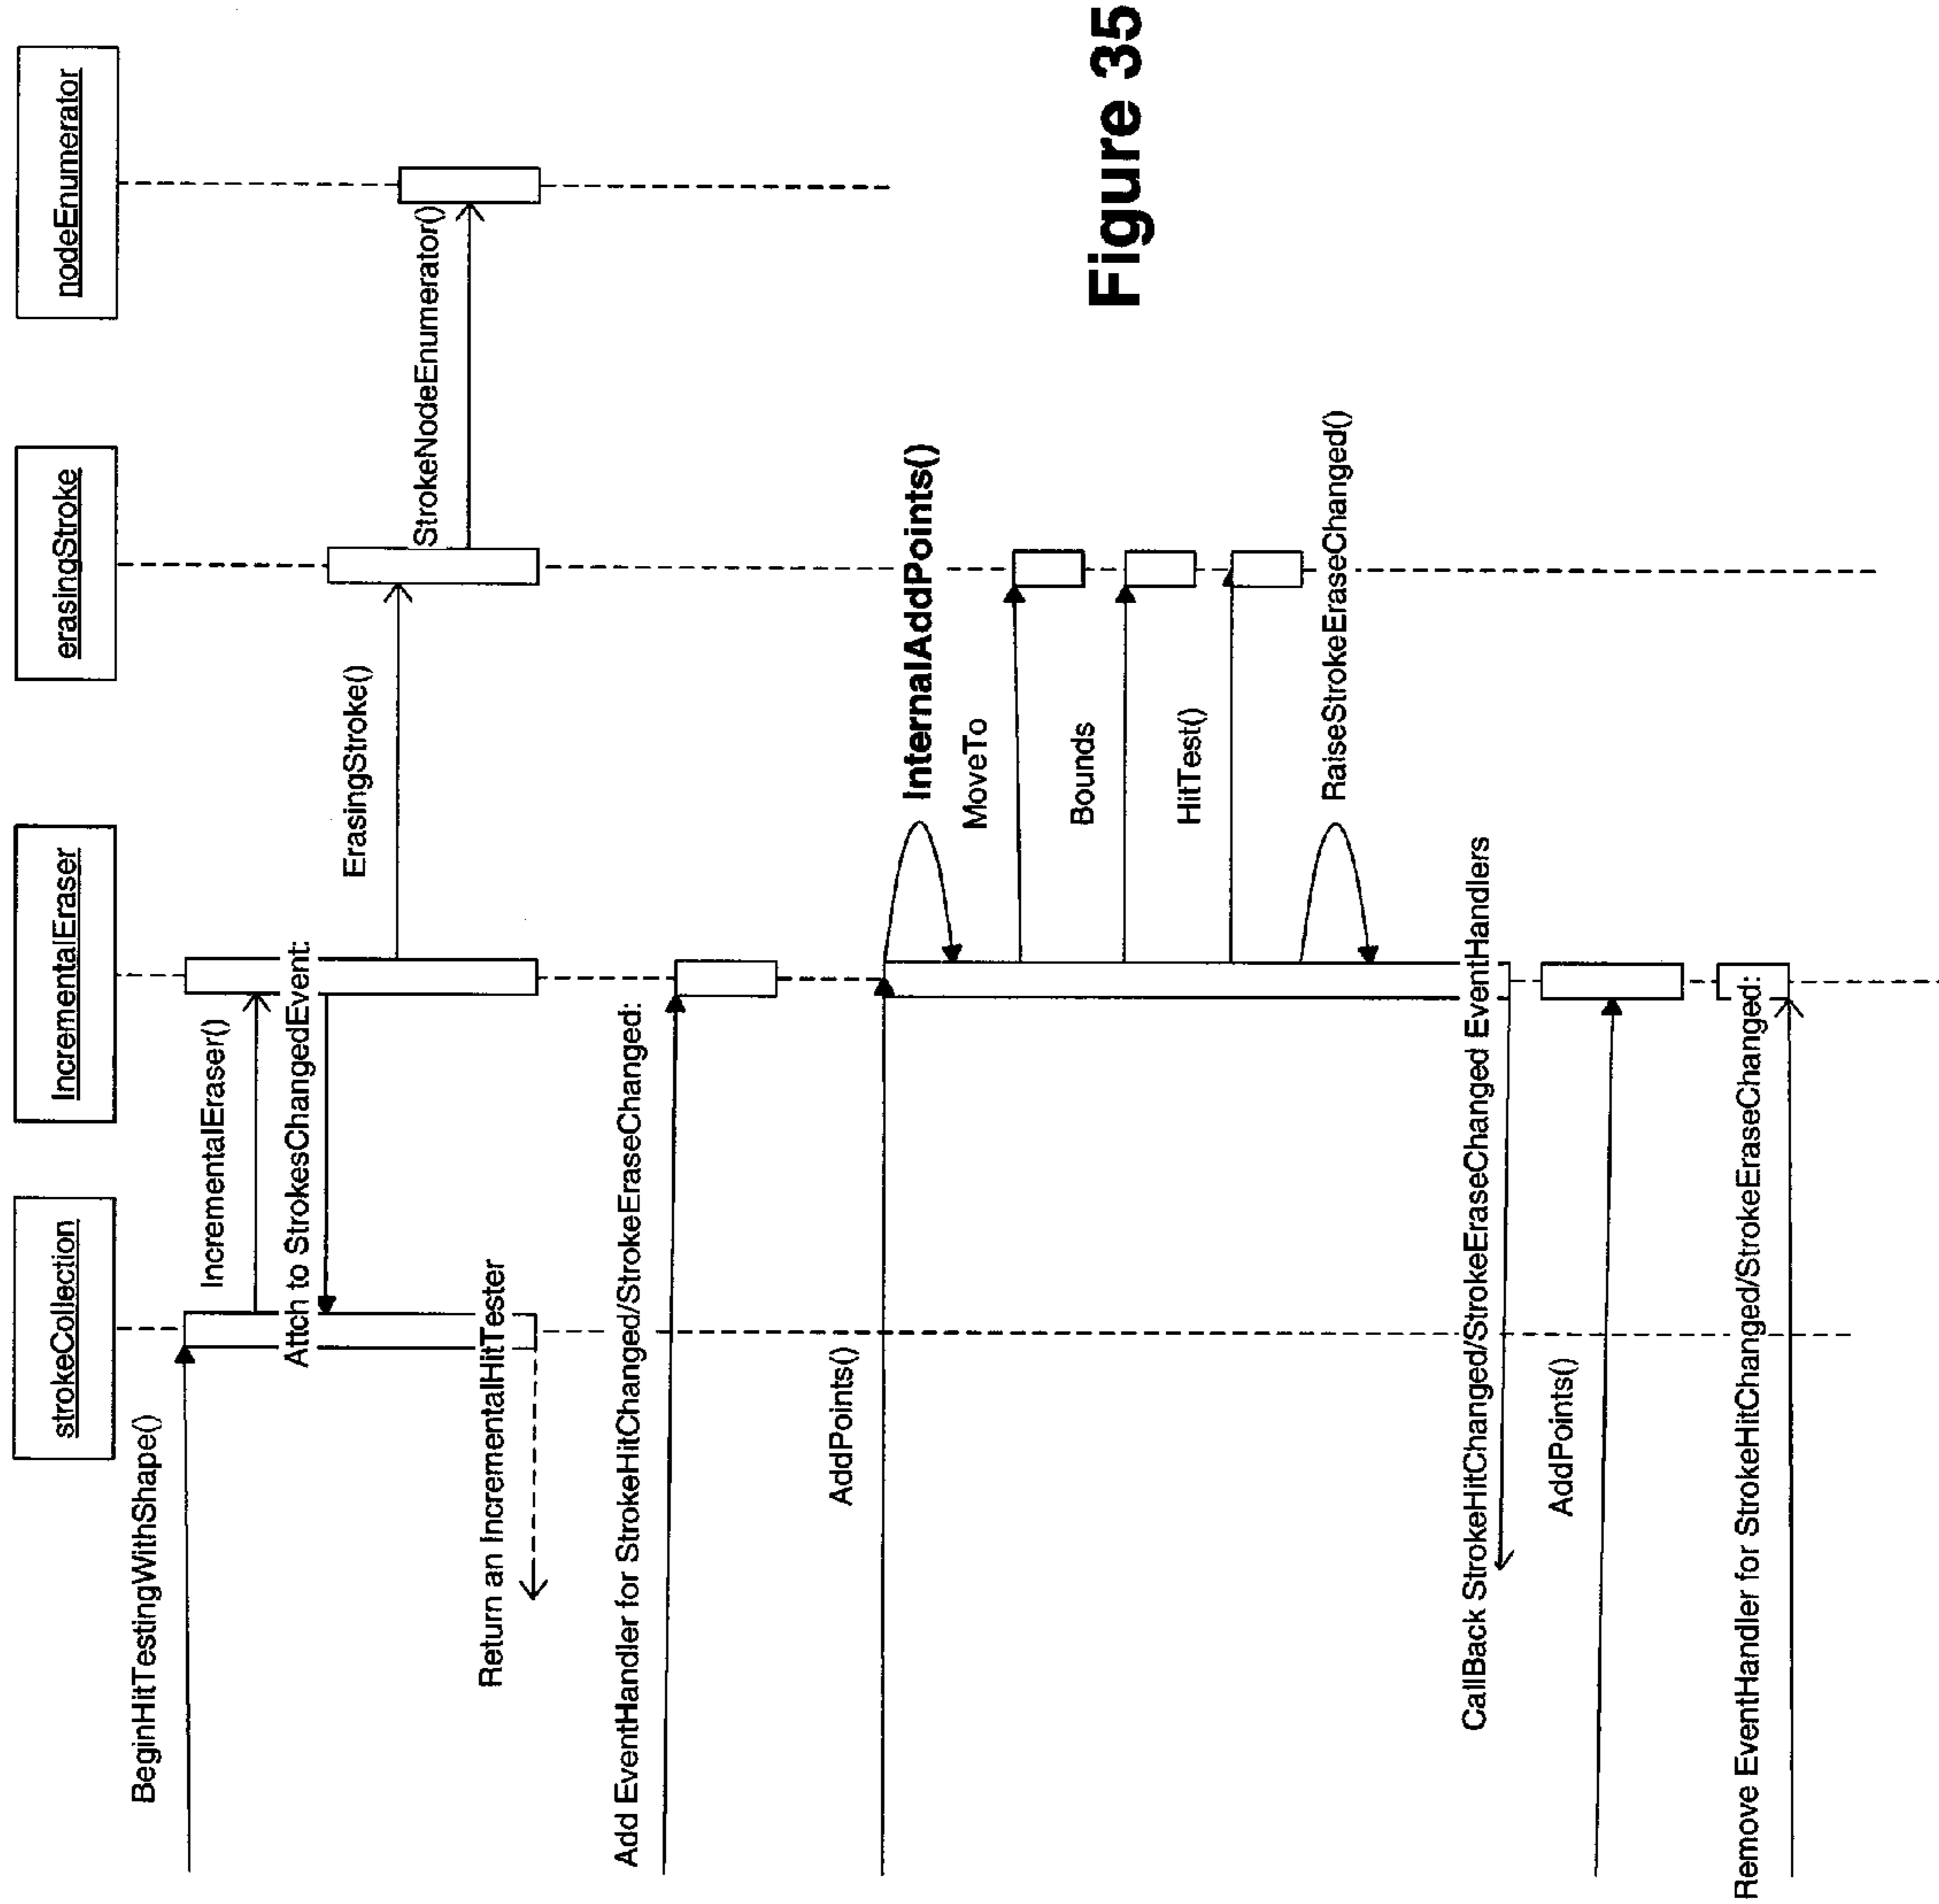 strokeCollection
IncrementalEraser
erasingStroke
nodeEnumerator
BeginHitTestingWithShape()
IncrementalEraser()
Attch to StrokesChangedEvent:
ErasingStroke()
StrokeNodeEnumerator()
Return an IncrementalHitTester
Add EventHandler for StrokeHitChanged/StrokeEraseChanged:
AddPoints()
InternalAddPoints()
MoveTo
Bounds
HitTest()
RaiseStrokeEraseChanged()
CallBack StrokeHitChanged/StrokeEraseChanged EventHandlers
AddPoints()
Remove EventHandler for StrokeHitChanged/StrokeEraseChanged:
Figure 35